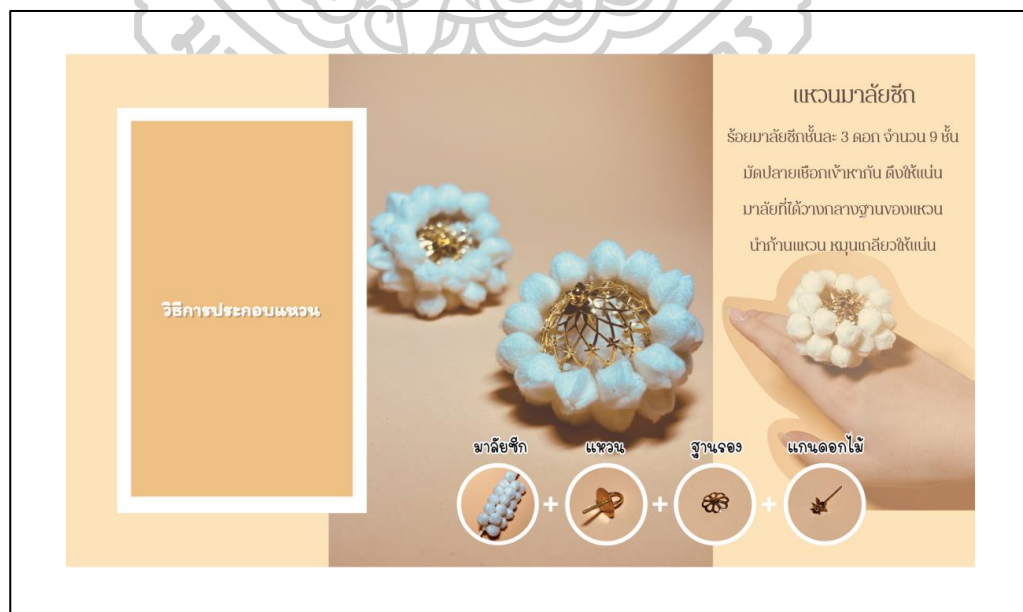 วิธีการประกอบแหวน
แหวนมาลัยซีก
ร้อยมาลัยซีกชั้นละ 3 ดอก จำนวน 9 ชั้น
มัดปลายเชือกเข้าหากัน ดึงให้แน่น
มาลัยที่ได้วางกลางฐานของแหวน
นำก้านแหวน หมุนเกลียวให้แน่น
มาลัยซีก + แหวน + ฐานรอง + แกนดอกไม้